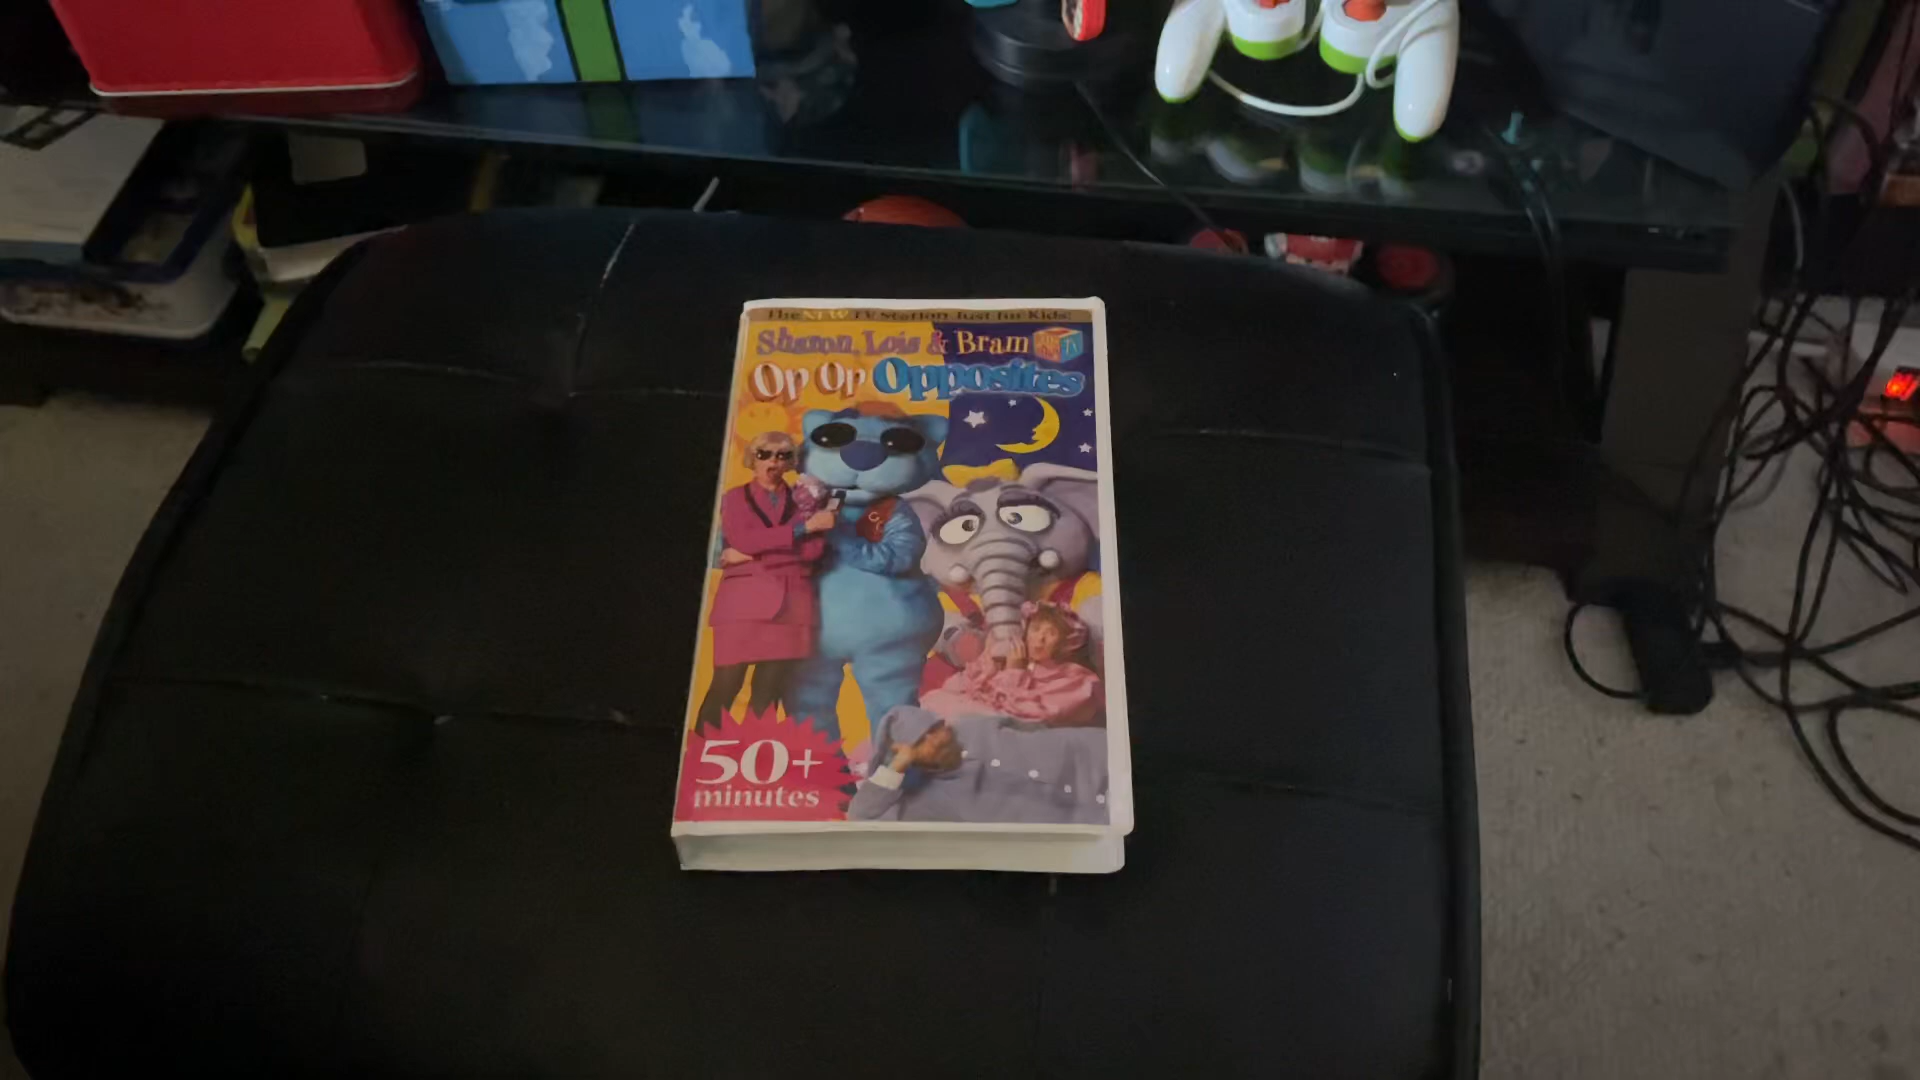 The NEW TV Station Just for Kids!
Sharon, Lois & Bram
Op Op Opposites
50+
minutes